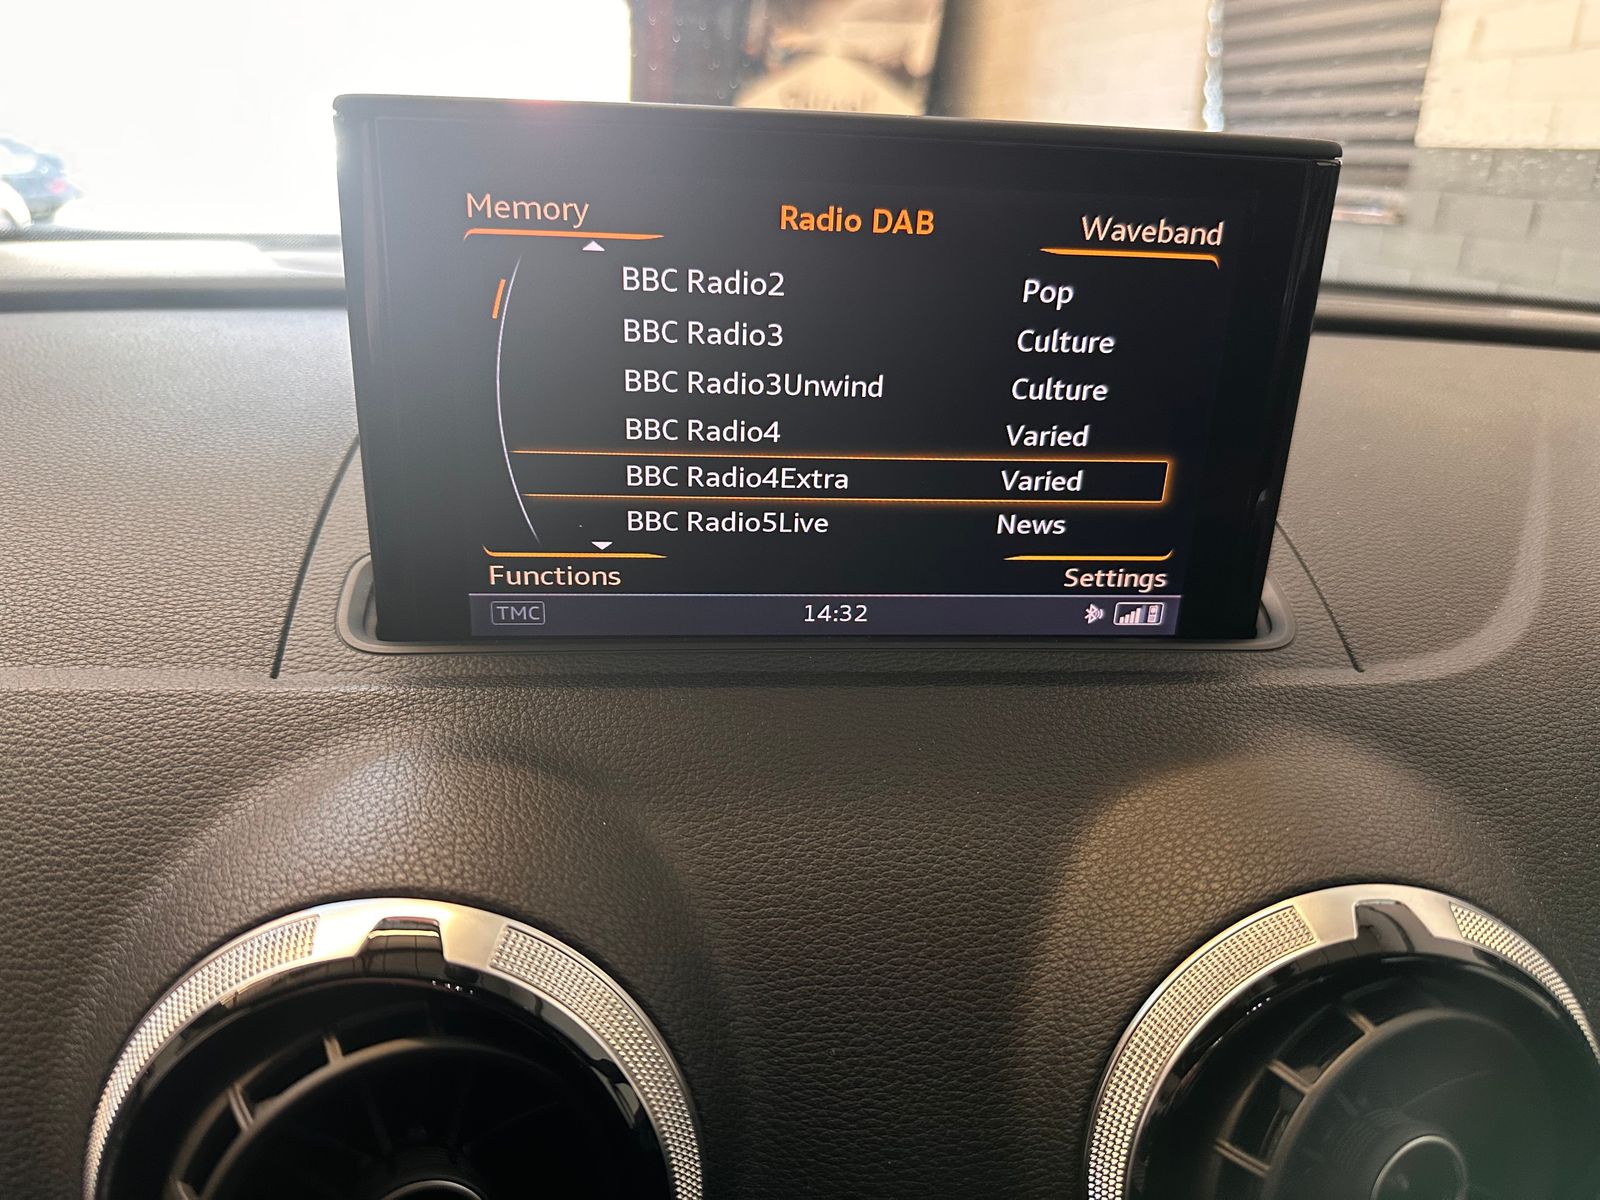 Memory
Radio DAB
Waveband
BBC Radio2 Pop
BBC Radio3 Culture
BBC Radio3Unwind Culture
BBC Radio4 Varied
BBC Radio4Extra Varied
BBC Radio5Live News
Functions
Settings
TMC
14:32